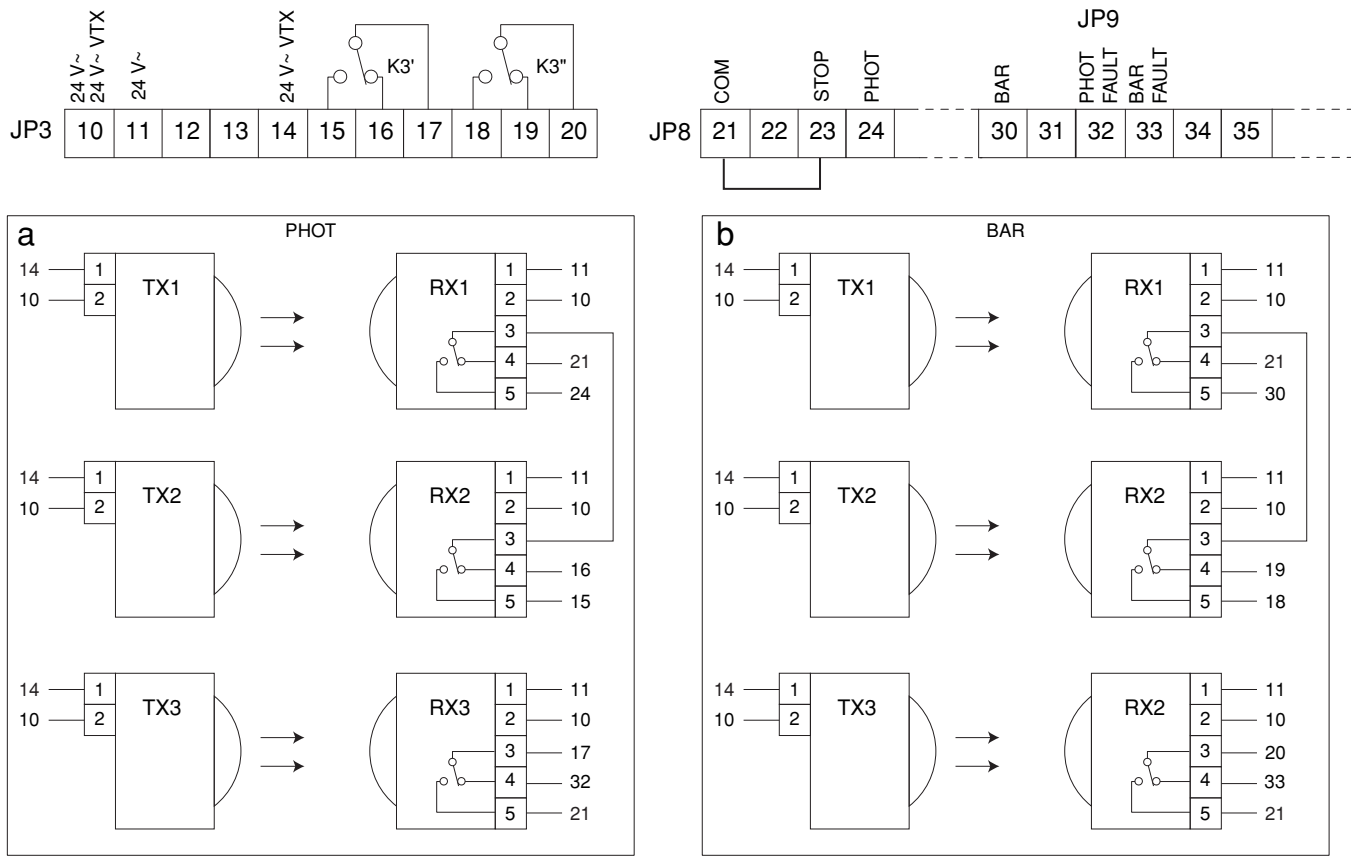 JP9
24 V~
24 V~ VTX
24 V~
24 V~ VTX
K3'
K3"
COM
STOP
PHOT
BAR
PHOT
FAULT
BAR
FAULT
JP3 10 11 12 13 14 15 16 17 18 19 20
JP8 21 22 23 24 30 31 32 33 34 35
a PHOT
14 1 TX1 RX1 1 11
10 2 2 10
3
4 21
5 24
14 1 TX2 RX2 1 11
10 2 2 10
3
4 16
5 15
14 1 TX3 RX3 1 11
10 2 2 10
3 17
4 32
5 21
b BAR
14 1 TX1 RX1 1 11
10 2 2 10
3
4 21
5 30
14 1 TX2 RX2 1 11
10 2 2 10
3
4 19
5 18
14 1 TX3 RX2 1 11
10 2 2 10
3 20
4 33
5 21